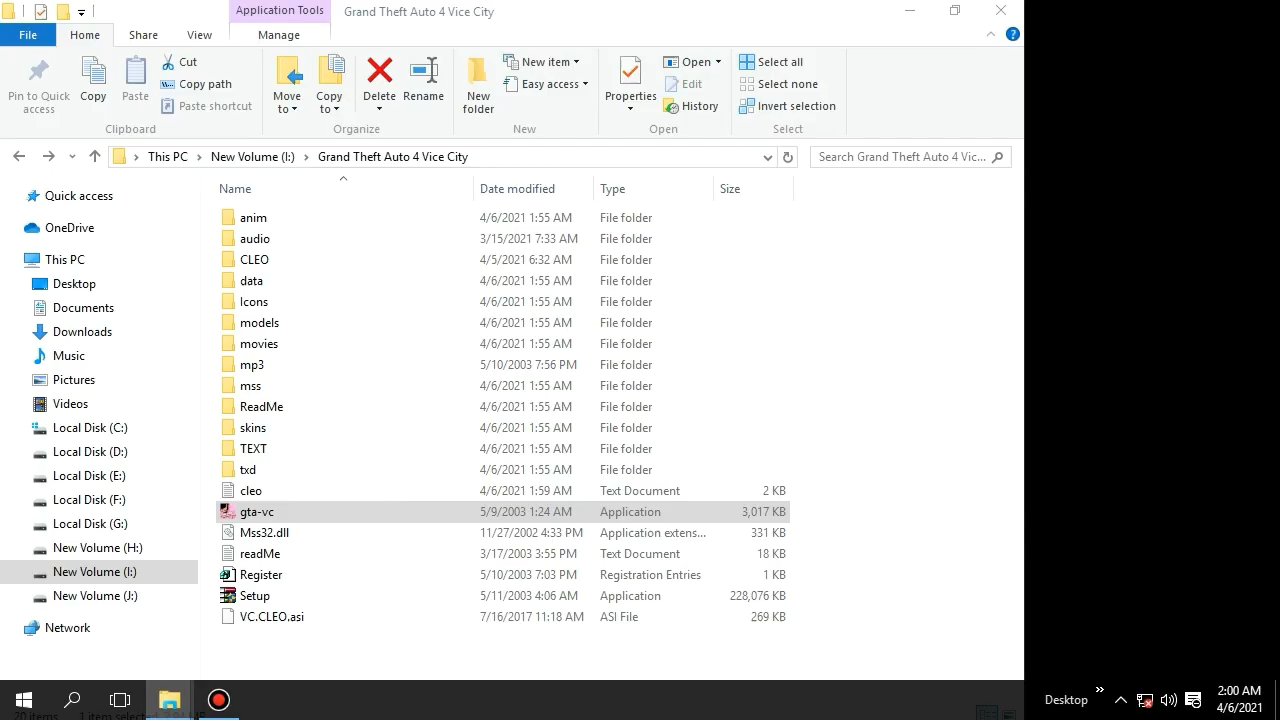 Application Tools
Grand Theft Auto 4 Vice City
File
Home
Share
View
Manage
Pin to Quick access
Copy
Paste
Cut
Copy path
Paste shortcut
Clipboard
Move to
Copy to
Delete
Rename
Organize
New folder
New item
Easy access
New
Properties
Open
Edit
History
Open
Select all
Select none
Invert selection
Select
This PC > New Volume (I:) > Grand Theft Auto 4 Vice City
Search Grand Theft Auto 4 Vic...
Quick access
OneDrive
This PC
Desktop
Documents
Downloads
Music
Pictures
Videos
Local Disk (C:)
Local Disk (D:)
Local Disk (E:)
Local Disk (F:)
Local Disk (G:)
New Volume (H:)
New Volume (I:)
New Volume (J:)
Network
Name Date modified Type Size
anim 4/6/2021 1:55 AM File folder
audio 3/15/2021 7:33 AM File folder
CLEO 4/5/2021 6:32 AM File folder
data 4/6/2021 1:55 AM File folder
Icons 4/6/2021 1:55 AM File folder
models 4/6/2021 1:55 AM File folder
movies 4/6/2021 1:55 AM File folder
mp3 5/10/2003 7:56 PM File folder
mss 4/6/2021 1:55 AM File folder
ReadMe 4/6/2021 1:55 AM File folder
skins 4/6/2021 1:55 AM File folder
TEXT 4/6/2021 1:55 AM File folder
txd 4/6/2021 1:55 AM File folder
cleo 4/6/2021 1:59 AM Text Document 2 KB
gta-vc 5/9/2003 1:24 AM Application 3,017 KB
Mss32.dll 11/27/2002 4:33 PM Application extens... 331 KB
readMe 3/17/2003 3:55 PM Text Document 18 KB
Register 5/10/2003 7:03 PM Registration Entries 1 KB
Setup 5/11/2003 4:06 AM Application 228,076 KB
VC.CLEO.asi 7/16/2017 11:18 AM ASI File 269 KB
20 items 1 item selected
Desktop
2:00 AM
4/6/2021